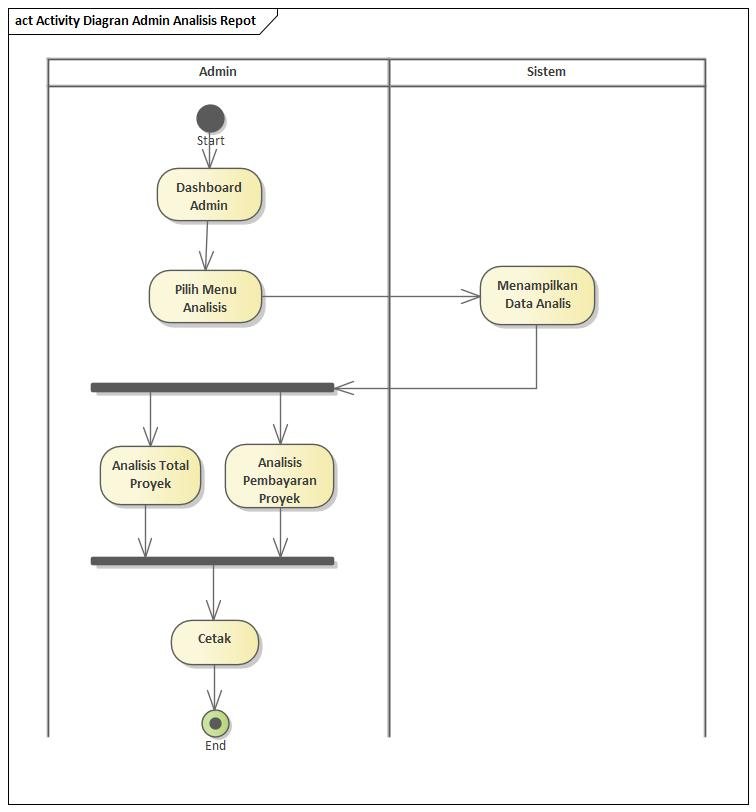 act Activity Diagran Admin Analisis Repot
Admin
Sistem
Start
Dashboard
Admin
Pilih Menu
Analisis
Menampilkan
Data Analis
Analisis Total
Proyek
Analisis
Pembayaran
Proyek
Cetak
End